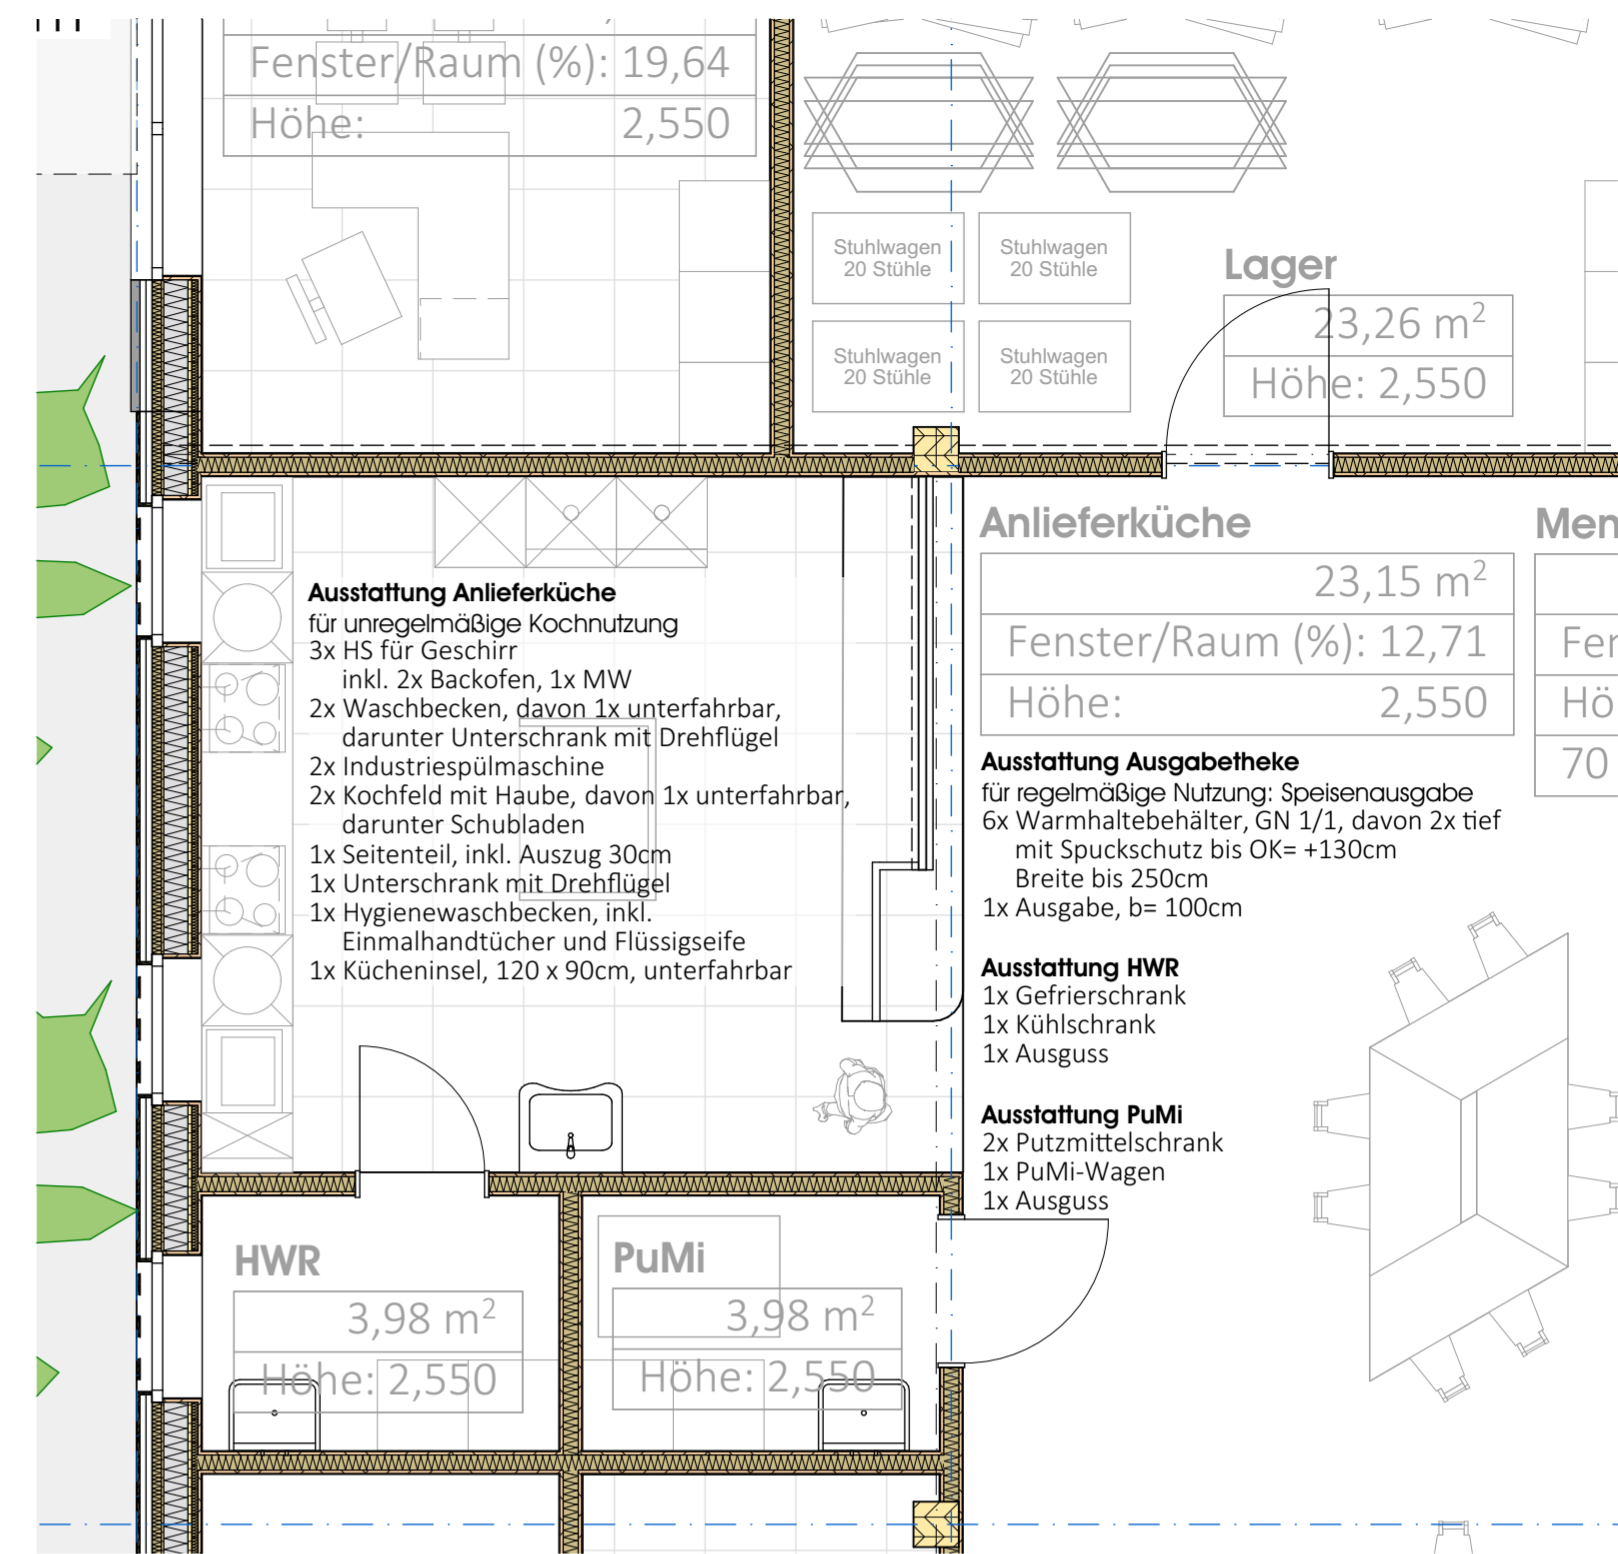 Fenster/Raum (%): 19,64
Höhe: 2,550
Stuhlwagen
20 Stühle
Stuhlwagen
20 Stühle
Stuhlwagen
20 Stühle
Stuhlwagen
20 Stühle
Lager
23,26 m²
Höhe: 2,550
Ausstattung Anlieferküche
für unregelmäßige Kochnutzung
3x HS für Geschirr
inkl. 2x Backofen, 1x MW
2x Waschbecken, davon 1x unterfahrbar,
darunter Unterschrank mit Drehflügel
2x Industriespülmaschine
2x Kochfeld mit Haube, davon 1x unterfahrbar,
darunter Schubladen
1x Seitenteil, inkl. Auszug 30cm
1x Unterschrank mit Drehflügel
1x Hygienewaschbecken, inkl.
Einmalhandtücher und Flüssigseife
1x Kücheninsel, 120 x 90cm, unterfahrbar
Anlieferküche
23,15 m²
Fenster/Raum (%): 12,71
Höhe: 2,550
Men
Fen
Hö
70
Ausstattung Ausgabetheke
für regelmäßige Nutzung: Speisenausgabe
6x Warmhaltebehälter, GN 1/1, davon 2x tief
mit Spuckschutz bis OK= +130cm
Breite bis 250cm
1x Ausgabe, b= 100cm
Ausstattung HWR
1x Gefrierschrank
1x Kühlschrank
1x Ausguss
Ausstattung PuMi
2x Putzmittelschrank
1x PuMi-Wagen
1x Ausguss
HWR
3,98 m²
Höhe: 2,550
PuMi
3,98 m²
Höhe: 2,550